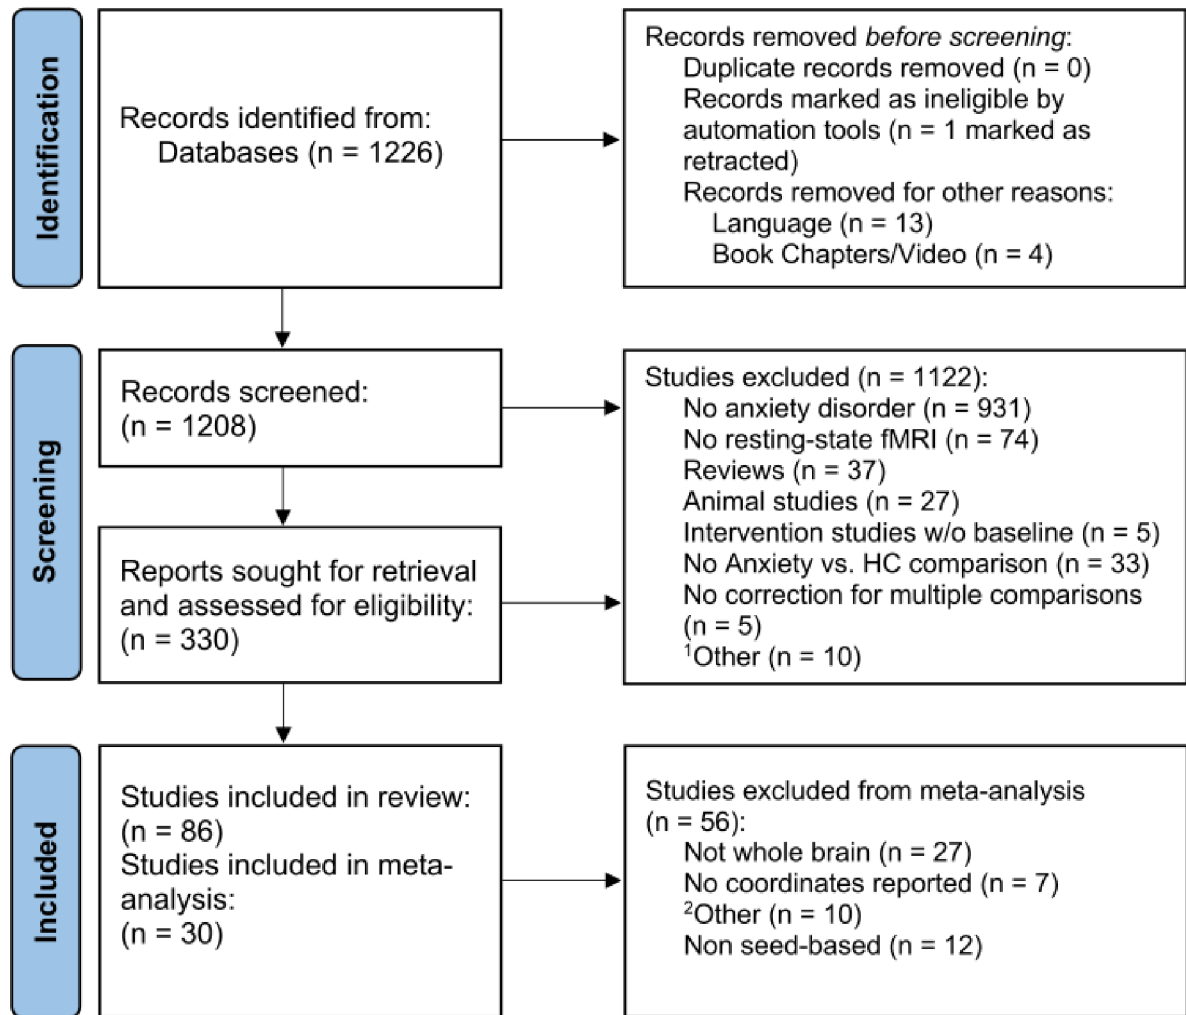 Identification
Records identified from:
Databases (n = 1226)
Records removed before screening:
Duplicate records removed (n = 0)
Records marked as ineligible by
automation tools (n = 1 marked as
retracted)
Records removed for other reasons:
Language (n = 13)
Book Chapters/Video (n = 4)
Screening
Records screened:
(n = 1208)
Reports sought for retrieval
and assessed for eligibility:
(n = 330)
Studies excluded (n = 1122):
No anxiety disorder (n = 931)
No resting-state fMRI (n = 74)
Reviews (n = 37)
Animal studies (n = 27)
Intervention studies w/o baseline (n = 5)
No Anxiety vs. HC comparison (n = 33)
No correction for multiple comparisons
(n = 5)
¹Other (n = 10)
Included
Studies included in review:
(n = 86)
Studies included in meta-
analysis:
(n = 30)
Studies excluded from meta-analysis
(n = 56):
Not whole brain (n = 27)
No coordinates reported (n = 7)
²Other (n = 10)
Non seed-based (n = 12)